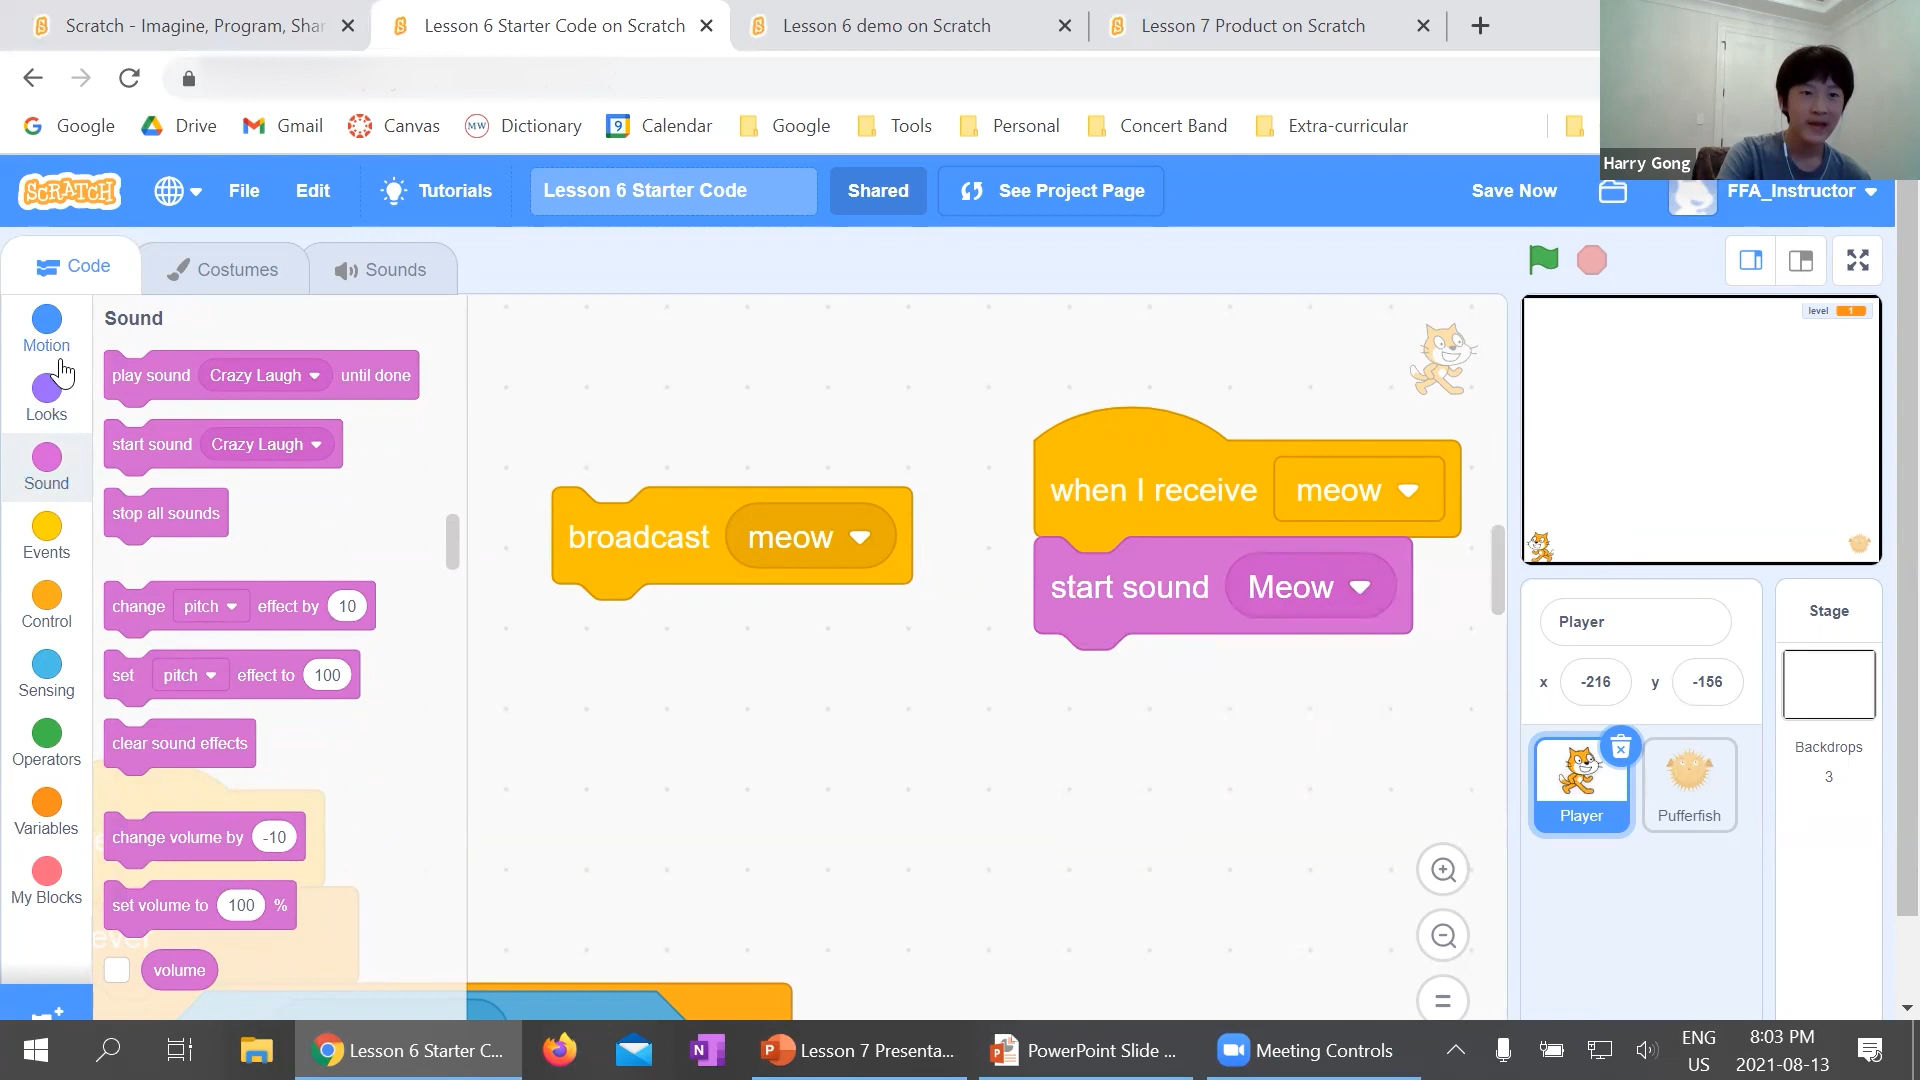 Scratch - Imagine, Program, Shar
Lesson 6 Starter Code on Scratch
Lesson 6 demo on Scratch
Lesson 7 Product on Scratch
Google
Drive
Gmail
Canvas
MW
Dictionary
9
Calendar
Google
Tools
Personal
Concert Band
Extra-curricular
Harry Gong
SCRATCH
File
Edit
Tutorials
Lesson 6 Starter Code
Shared
See Project Page
Save Now
FFA_Instructor
Code
Costumes
Sounds
Motion
Looks
Sound
Events
Control
Sensing
Operators
Variables
My Blocks
Sound
play sound Crazy Laugh until done
start sound Crazy Laugh
stop all sounds
change pitch effect by 10
set pitch effect to 100
clear sound effects
change volume by -10
set volume to 100 %
volume
broadcast meow
when I receive meow
start sound Meow
level 1
Player
x -216 y -156
Player
Pufferfish
Stage
Backdrops
3
Lesson 6 Starter C...
Lesson 7 Presenta...
PowerPoint Slide ...
Meeting Controls
ENG
US
8:03 PM
2021-08-13